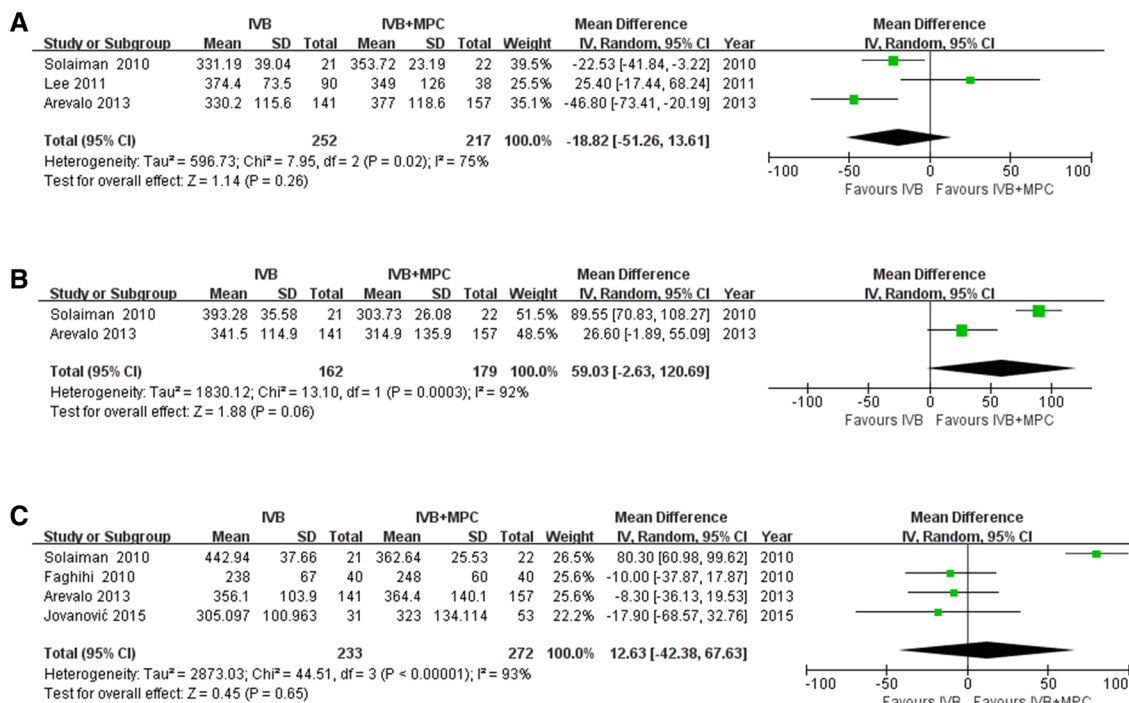 A
IVB IVB+MPC Mean Difference Mean Difference
Study or Subgroup Mean SD Total Mean SD Total Weight IV, Random, 95% CI Year IV, Random, 95% CI
Solaiman 2010 331.19 39.04 21 353.72 23.19 22 39.5% -22.53 [-41.84, -3.22] 2010
Lee 2011 374.4 73.5 90 349 126 38 25.5% 25.40 [-17.44, 68.24] 2011
Arevalo 2013 330.2 115.6 141 377 118.6 157 35.1% -46.80 [-73.41, -20.19] 2013
Total (95% CI) 252 217 100.0% -18.82 [-51.26, 13.61]
Heterogeneity: Tau² = 596.73; Chi² = 7.95, df = 2 (P = 0.02); I² = 75%
Test for overall effect: Z = 1.14 (P = 0.26)
-100 -50 0 50 100
Favours IVB Favours IVB+MPC
B
IVB IVB+MPC Mean Difference Mean Difference
Study or Subgroup Mean SD Total Mean SD Total Weight IV, Random, 95% CI Year IV, Random, 95% CI
Solaiman 2010 393.28 35.58 21 303.73 26.08 22 51.5% 89.55 [70.83, 108.27] 2010
Arevalo 2013 341.5 114.9 141 314.9 135.9 157 48.5% 26.60 [-1.89, 55.09] 2013
Total (95% CI) 162 179 100.0% 59.03 [-2.63, 120.69]
Heterogeneity: Tau² = 1830.12; Chi² = 13.10, df = 1 (P = 0.0003); I² = 92%
Test for overall effect: Z = 1.88 (P = 0.06)
-100 -50 0 50 100
Favours IVB Favours IVB+MPC
C
IVB IVB+MPC Mean Difference Mean Difference
Study or Subgroup Mean SD Total Mean SD Total Weight IV, Random, 95% CI Year IV, Random, 95% CI
Solaiman 2010 442.94 37.66 21 362.64 25.53 22 26.5% 80.30 [60.98, 99.62] 2010
Faghihi 2010 238 67 40 248 60 40 25.6% -10.00 [-37.87, 17.87] 2010
Arevalo 2013 356.1 103.9 141 364.4 140.1 157 25.6% -8.30 [-36.13, 19.53] 2013
Jovanović 2015 305.097 100.963 31 323 134.114 53 22.2% -17.90 [-68.57, 32.76] 2015
Total (95% CI) 233 272 100.0% 12.63 [-42.38, 67.63]
Heterogeneity: Tau² = 2873.03; Chi² = 44.51, df = 3 (P < 0.00001); I² = 93%
Test for overall effect: Z = 0.45 (P = 0.65)
-100 -50 0 50 100
Favours IVB Favours IVB+MPC